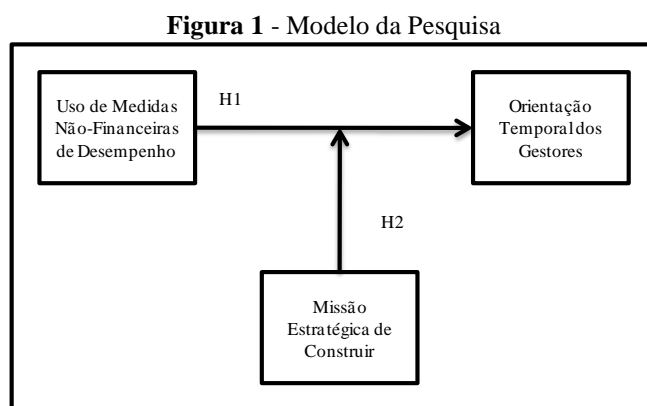 Figura 1 - Modelo da Pesquisa
Uso de Medidas
Não-Financeiras
de Desempenho
H1
Orientação
Temporal dos
Gestores
H2
Missão
Estratégica de
Construir